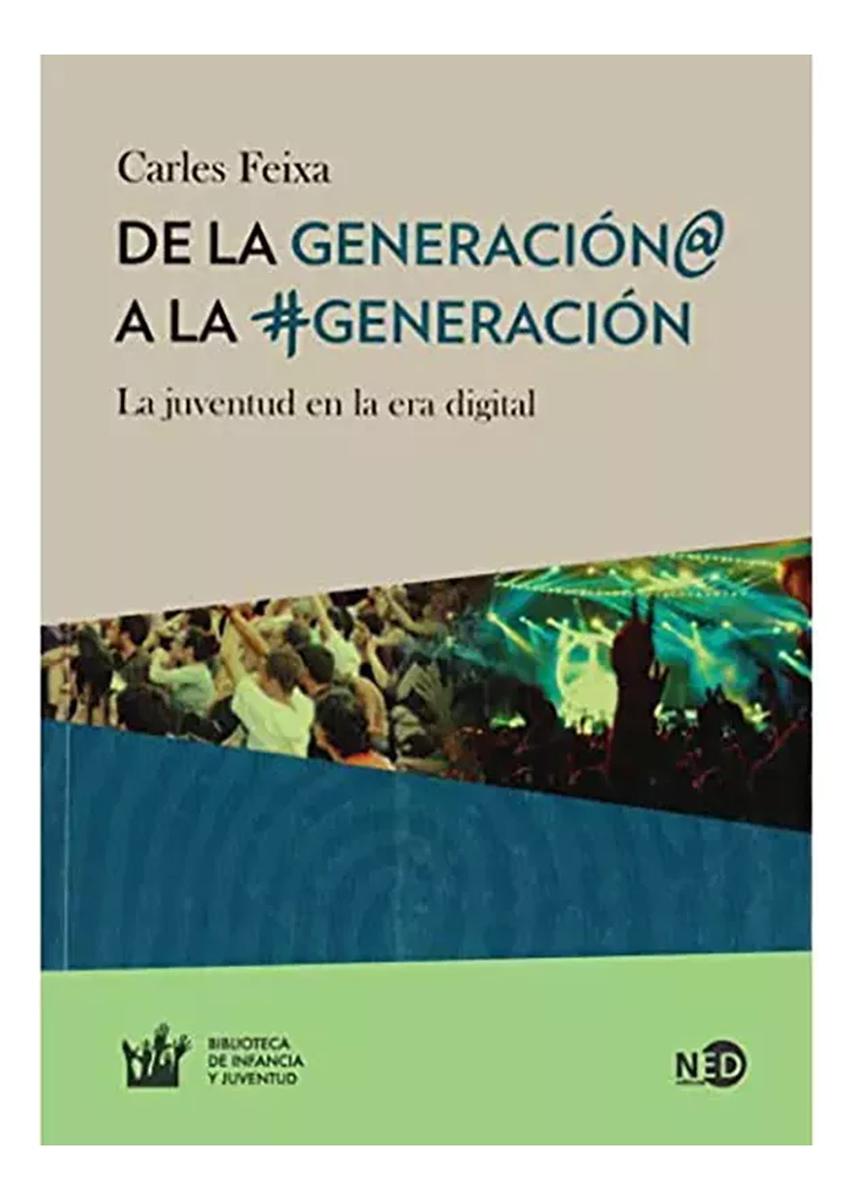 Carles Feixa
DE LA GENERACIÓN@
A LA #GENERACIÓN
La juventud en la era digital
BIBLIOTECA
DE INFANCIA
Y JUVENTUD
NED